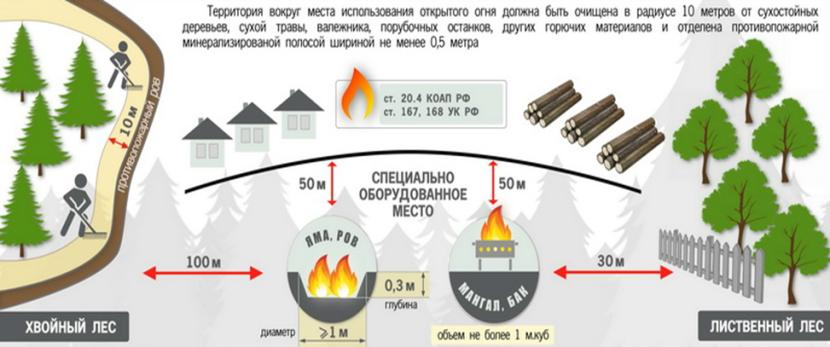 Территория вокруг места использования открытого огня должна быть очищена в радиусе 10 метров от сухостойных
деревьев, сухой травы, валежника, порубочных останков, других горючих материалов и отделена противопожарной
минерализированой полосой шириной не менее 0,5 метра
ст. 20.4 КОАП РФ
ст. 167, 168 УК РФ
10 м
противопожарный ров
50 м
СПЕЦИАЛЬНО
ОБОРУДОВАННОЕ
МЕСТО
50 м
ЯМА, РОВ
МАНГАЛ, БАК
100 м
30 м
0,3 м
глубина
диаметр
⩾1 м
объем не более 1 м.куб
ХВОЙНЫЙ ЛЕС
ЛИСТВЕННЫЙ ЛЕС